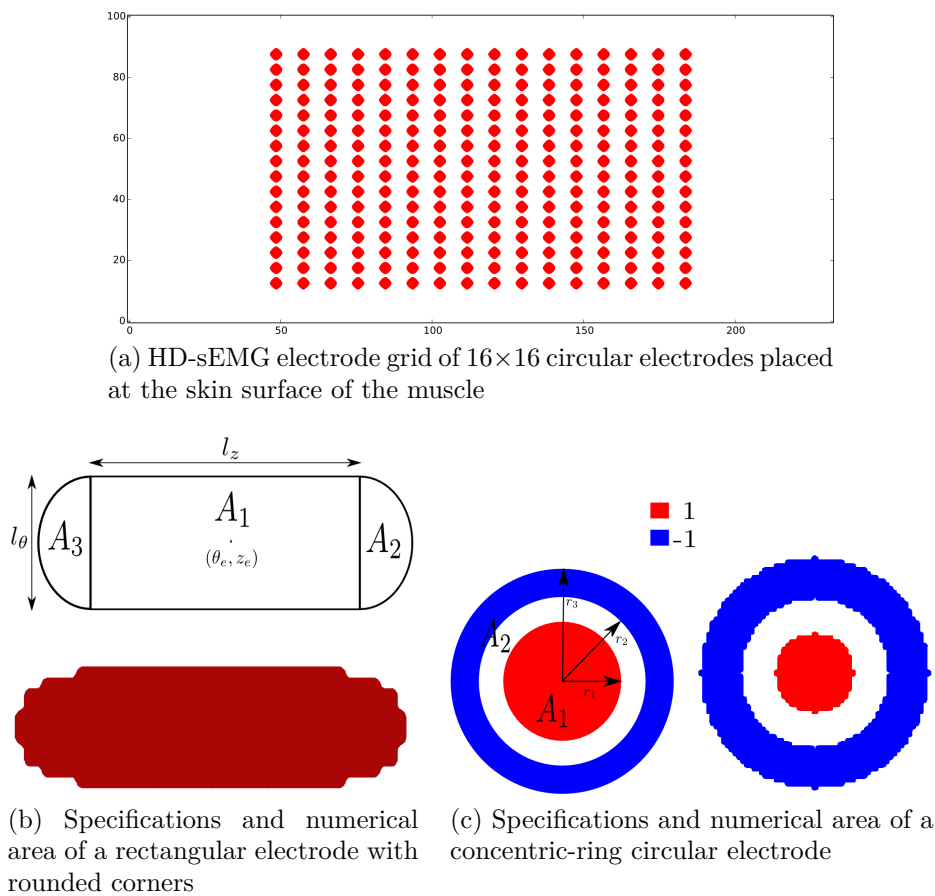 100
80
60
40
20
0
0 50 100 150 200
(a) HD-sEMG electrode grid of 16×16 circular electrodes placed
at the skin surface of the muscle
l_z
l_θ
A_3
A_1
A_2
(θ_e, z_e)
1
-1
r_3
A_2
r_2
r_1
A_1
(b) Specifications and numerical
area of a rectangular electrode with
rounded corners
(c) Specifications and numerical area of a
concentric-ring circular electrode